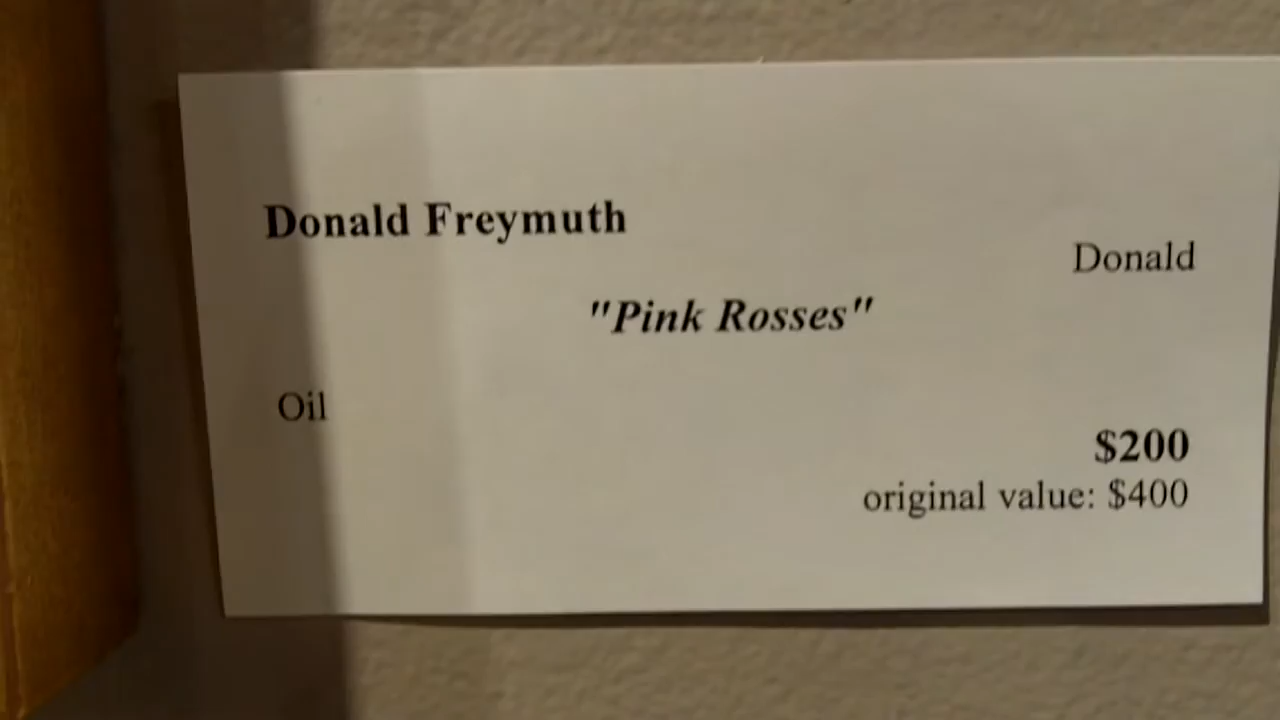 Donald Freymuth
Donald
"Pink Rosses"
Oil
$200
original value: $400